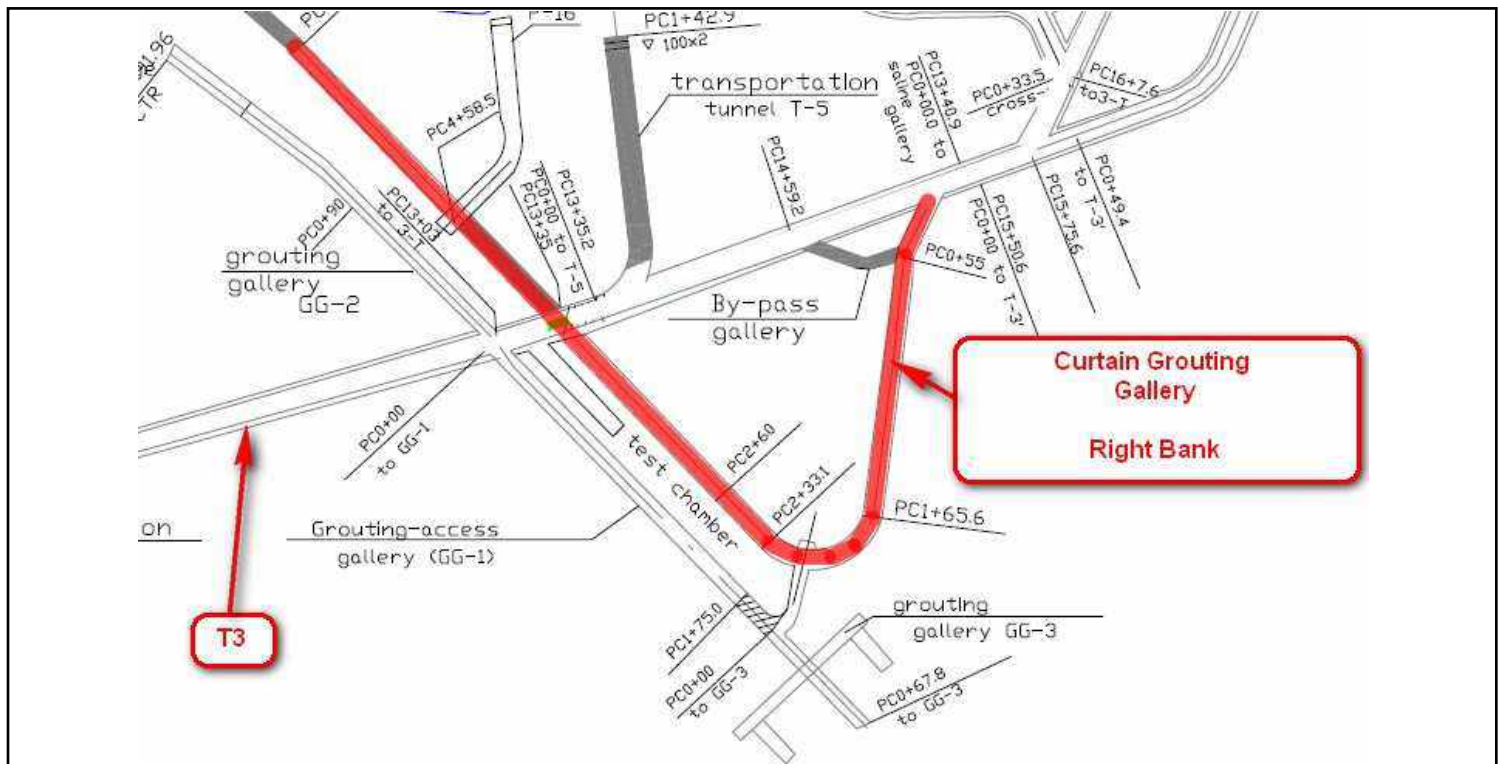 P-16
PC1+42.9
▽ 100x2
transportation
tunnel T-5
PC4+58.5
PC13+40.9
PC0+00.0 to
saline
gallery
PC0+33.5
cross-
PC16+7.6
to3-T
PC14+59.2
PC0+49.4
to T-3'
PC15+75.6
PC15+50.6
PC0+00 to T-3'
PC0+90
PC13+03
to 3-T
PC13+35.2
PC0+00 to T-5
PC13+35
grouting
gallery
GG-2
PC0+55
By-pass
gallery
Curtain Grouting
Gallery
Right Bank
PC0+00
to GG-1
test chamber
PC2+60
PC2+33.1
PC1+65.6
on
Grouting-access
gallery (GG-1)
T3
PC1+75.0
PC0+00
to GG-3
grouting
gallery GG-3
PC0+67.8
to GG-3